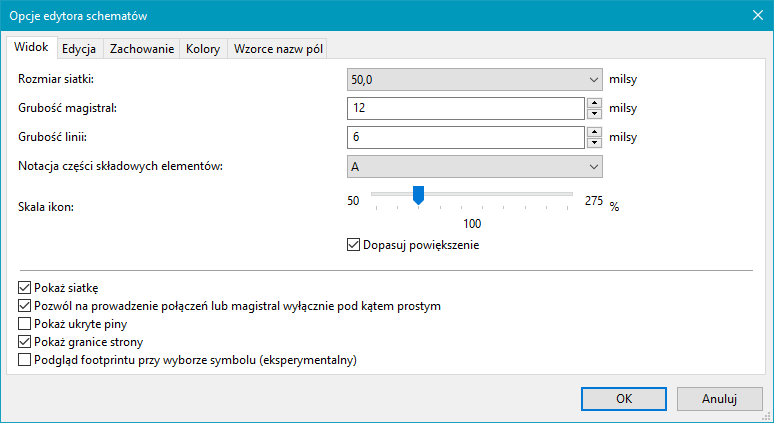 Opcje edytora schematów
Widok Edycja Zachowanie Kolory Wzorce nazw pól
Rozmiar siatki: 50,0 milsy
Grubość magistral: 12 milsy
Grubość linii: 6 milsy
Notacja części składowych elementów: A
Skala ikon: 50 275 %
100
Dopasuj powiększenie
Pokaż siatkę
Pozwól na prowadzenie połączeń lub magistral wyłącznie pod kątem prostym
Pokaż ukryte piny
Pokaż granice strony
Podgląd footprintu przy wyborze symbolu (eksperymentalny)
OK Anuluj